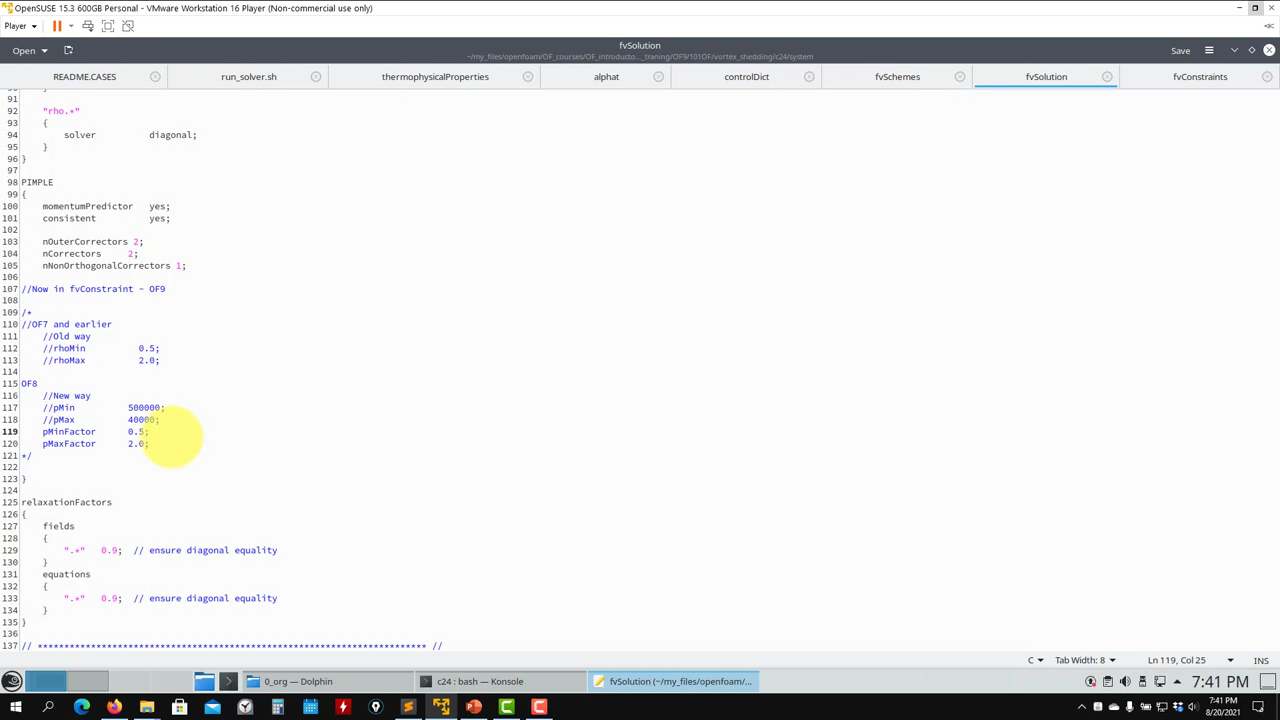 OpenSUSE 15.3 600GB Personal - VMware Workstation 16 Player (Non-commercial use only)
Player
Open
fvSolution
~/my_files/openfoam/OF_courses/OF_introducto..._traning/OF9/101OF/vortex_shedding/c24/system
Save
README.CASES
run_solver.sh
thermophysicalProperties
alphat
controlDict
fvSchemes
fvSolution
fvConstraints
91
92 "rho.*"
93 {
94 solver diagonal;
95 }
96 }
97
98 PIMPLE
99 {
100 momentumPredictor yes;
101 consistent yes;
102
103 nOuterCorrectors 2;
104 nCorrectors 2;
105 nNonOrthogonalCorrectors 1;
106
107 //Now in fvConstraint - OF9
108
109 /*
110 //OF7 and earlier
111 //Old way
112 //rhoMin 0.5;
113 //rhoMax 2.0;
114
115 OF8
116 //New way
117 //pMin 500000;
118 //pMax 40000;
119 pMinFactor 0.5;
120 pMaxFactor 2.0;
121 */
122
123 }
124
125 relaxationFactors
126 {
127 fields
128 {
129 ".*" 0.9; // ensure diagonal equality
130 }
131 equations
132 {
133 ".*" 0.9; // ensure diagonal equality
134 }
135 }
136
137 // ************************************************************************* //
C Tab Width: 8 Ln 119, Col 25 INS
0_org — Dolphin
c24 : bash — Konsole
fvSolution (~/my_files/openfoam/...
7:41 PM
7:41 PM
8/20/2021